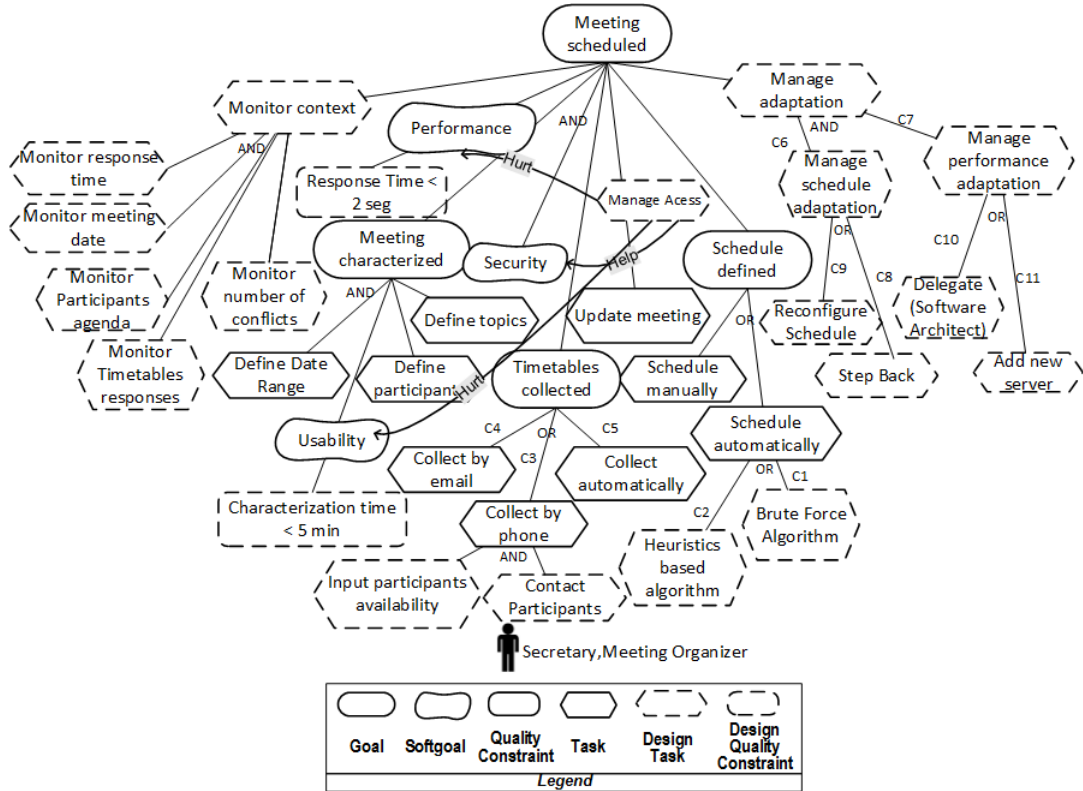 Meeting
scheduled
Monitor context
AND
Performance
AND
Manage
adaptation
C7
AND
C6
Monitor response
time
Hurt
Manage
schedule
adaptation
Manage
performance
adaptation
Response Time <
2 seg
Manage Acess
Monitor meeting
date
Meeting
characterized
Security
Help
Schedule
defined
OR
OR
C10
C9
C8
C11
Monitor
Participants
agenda
Monitor
number of
conflicts
AND
Define topics
Update meeting
OR
Reconfigure
Schedule
Delegate
(Software
Architect)
Monitor
Timetables
responses
Define Date
Range
Define
participant
Hurt
Timetables
collected
Schedule
manually
Step Back
Add new
server
Usability
C4
OR
C5
C3
Schedule
automatically
Collect by
email
Collect
automatically
OR
C1
C2
Characterization time
< 5 min
Collect by
phone
Brute Force
Algorithm
AND
Heuristics
based
algorithm
Input participants
availability
Contact
Participants
Secretary,Meeting Organizer
Goal
Softgoal
Quality
Constraint
Task
Design
Task
Design
Quality
Constraint
Legend